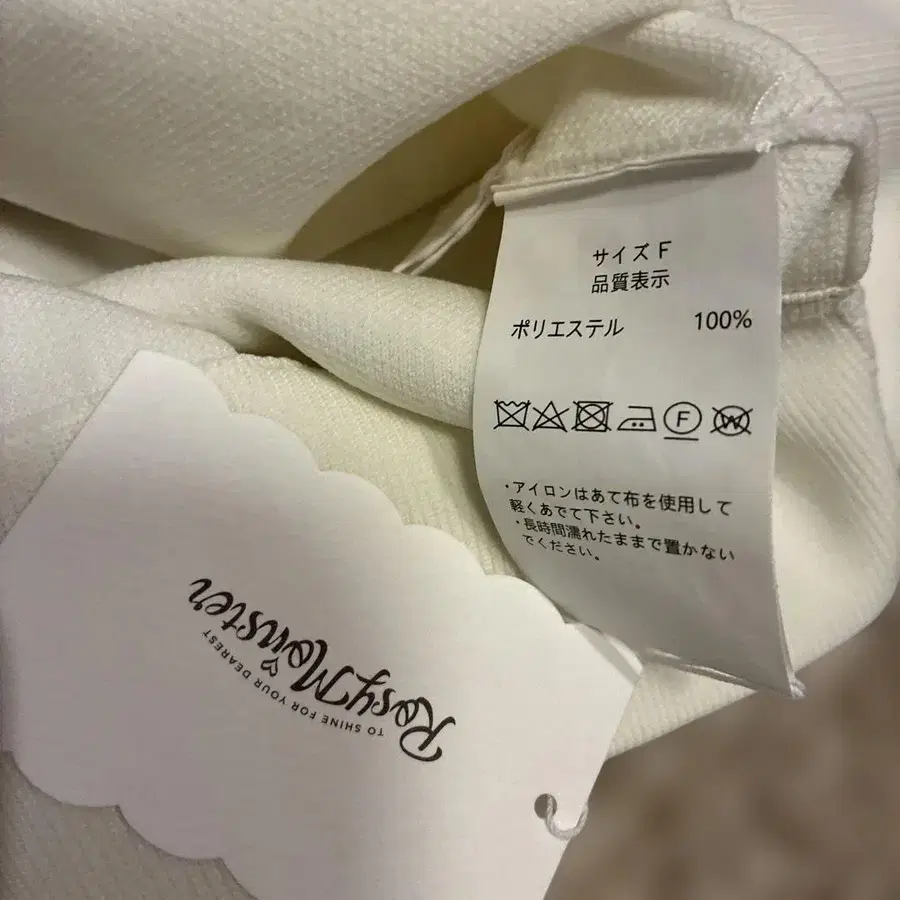 サイズ F
品質表示
ポリエステル 100%
F W
・アイロンはあて布を使用して
軽くあでて下さい。
・長時間濡れたままで置かない
でください。
Rosy Monster
TO SHINE FOR YOUR DEAREST